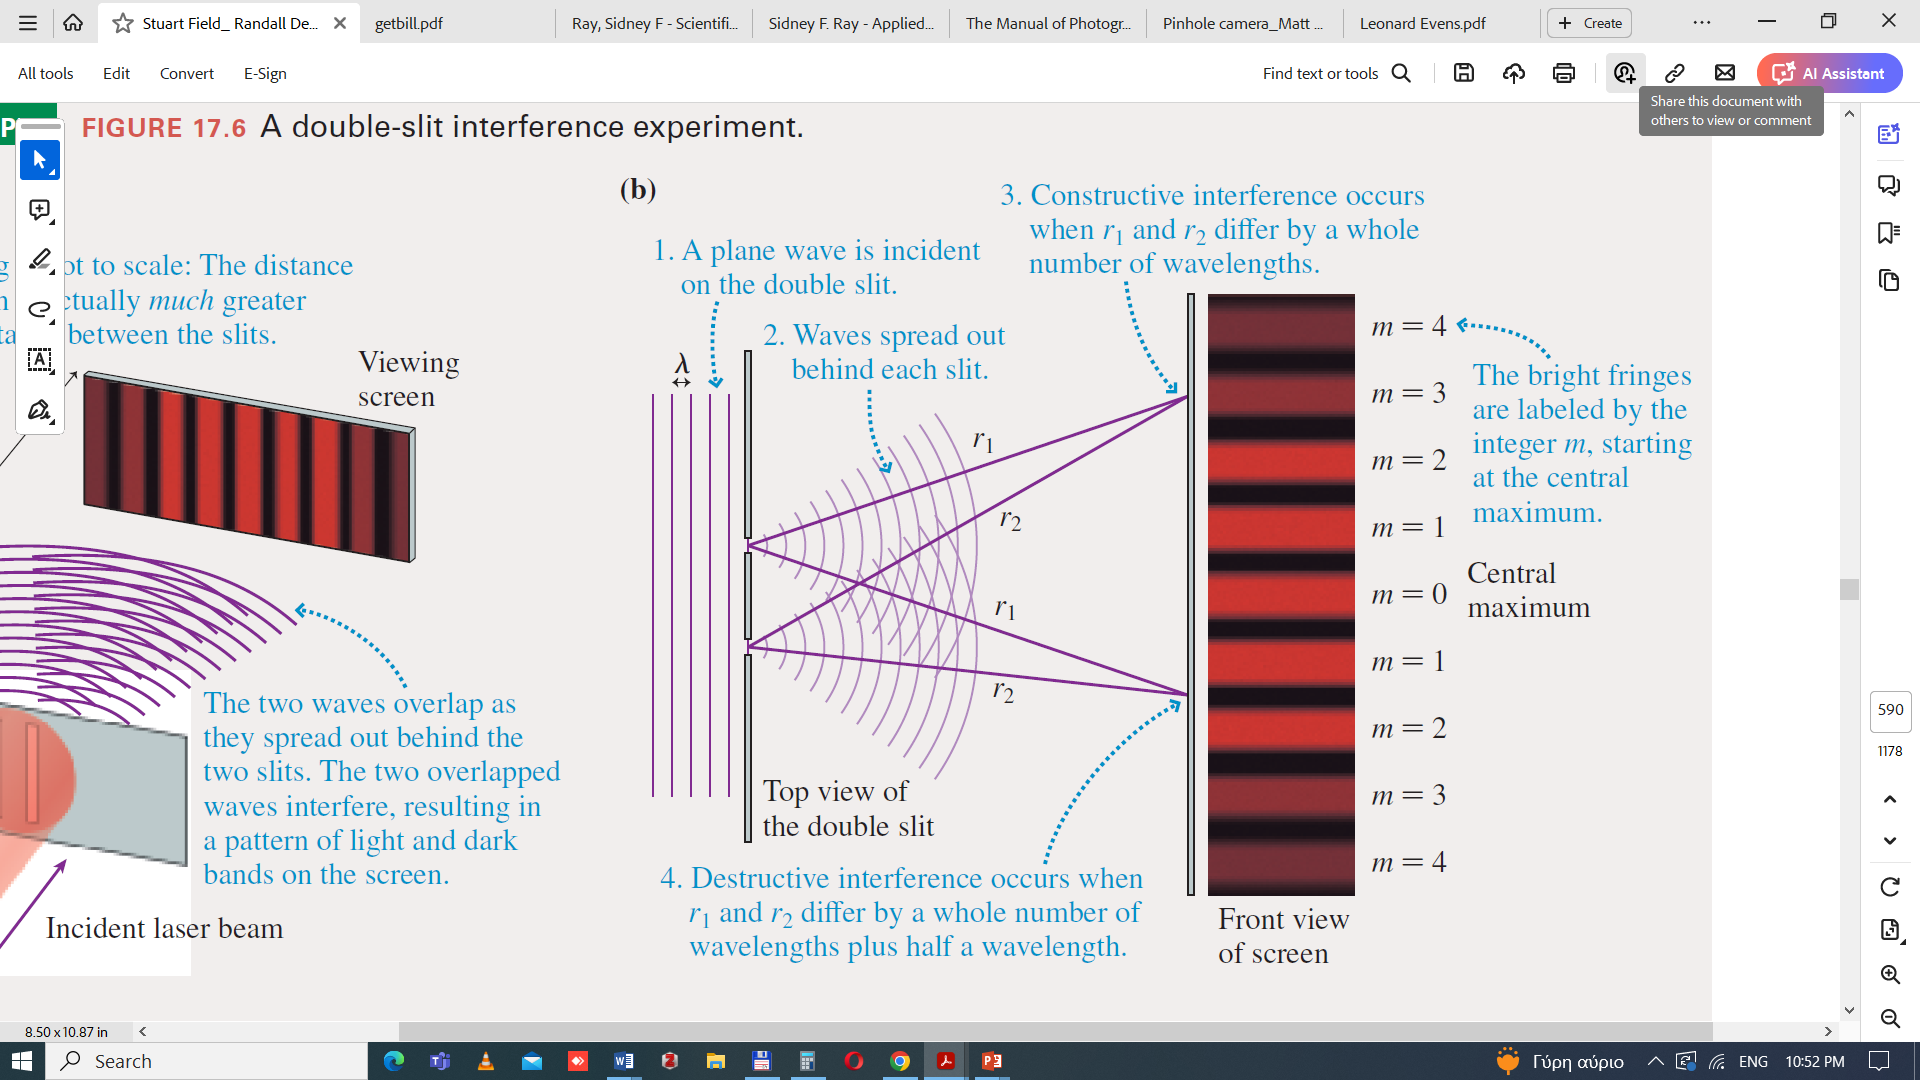 Stuart Field_ Randall De...
getbill.pdf
Ray, Sidney F - Scientifi...
Sidney F. Ray - Applied...
The Manual of Photogr...
Pinhole camera_Matt ...
Leonard Evens.pdf
+ Create
All tools
Edit
Convert
E-Sign
Find text or tools
AI Assistant
Share this document with
others to view or comment
FIGURE 17.6 A double-slit interference experiment.
ot to scale: The distance
ctually much greater
between the slits.
Viewing
screen
The two waves overlap as
they spread out behind the
two slits. The two overlapped
waves interfere, resulting in
a pattern of light and dark
bands on the screen.
Incident laser beam
(b)
1. A plane wave is incident
on the double slit.
2. Waves spread out
behind each slit.
3. Constructive interference occurs
when r₁ and r₂ differ by a whole
number of wavelengths.
λ
r₁
r₂
r₁
r₂
Top view of
the double slit
4. Destructive interference occurs when
r₁ and r₂ differ by a whole number of
wavelengths plus half a wavelength.
m = 4
m = 3
m = 2
m = 1
m = 0
m = 1
m = 2
m = 3
m = 4
The bright fringes
are labeled by the
integer m, starting
at the central
maximum.
Central
maximum
Front view
of screen
590
1178
8.50 x 10.87 in
Search
Γύρη αύριο
ENG
10:52 PM